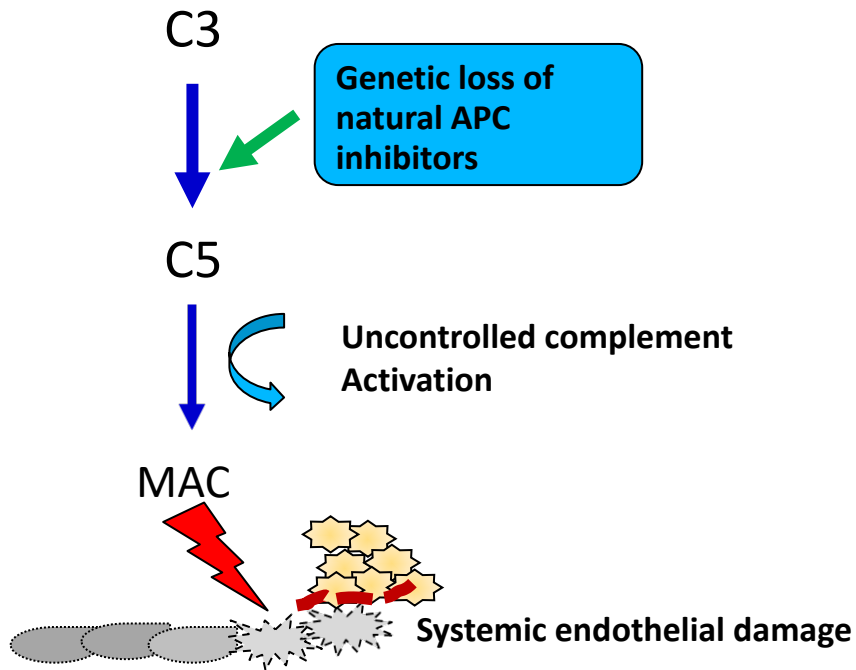 C3
Genetic loss of
natural APC
inhibitors
C5
Uncontrolled complement
Activation
MAC
Systemic endothelial damage